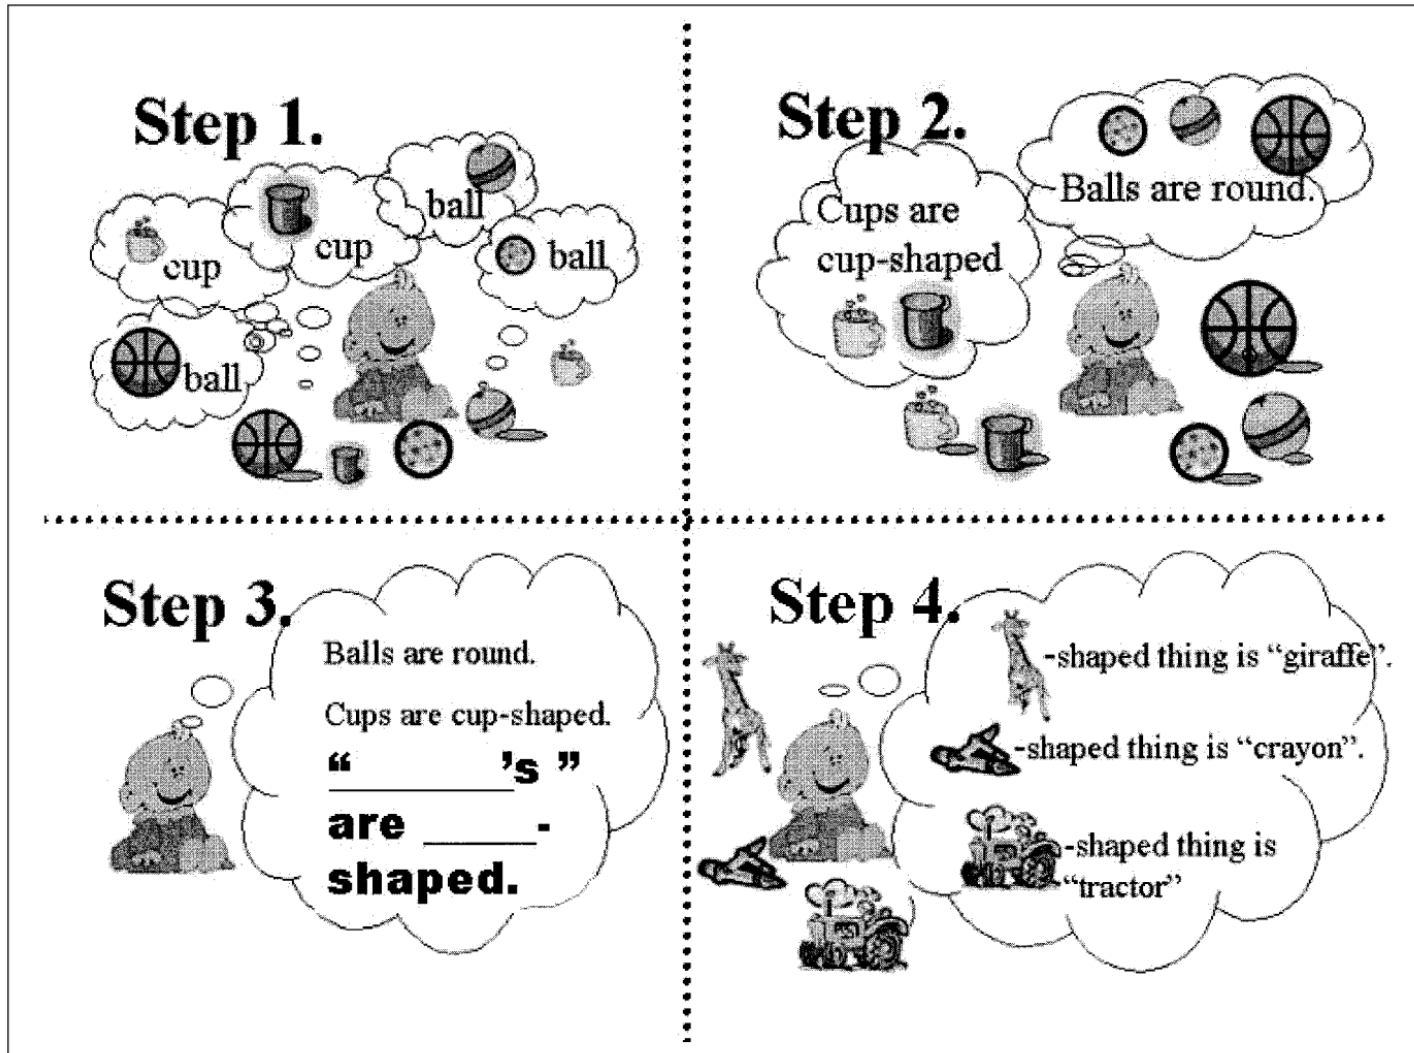 Step 1.
cup
cup
ball
ball
ball
Step 2.
Cups are
cup-shaped
Balls are round.
Step 3.
Balls are round.
Cups are cup-shaped.
“________’s ”
are _____-
shaped.
Step 4.
-shaped thing is “giraffe”.
-shaped thing is “crayon”.
-shaped thing is
“tractor”